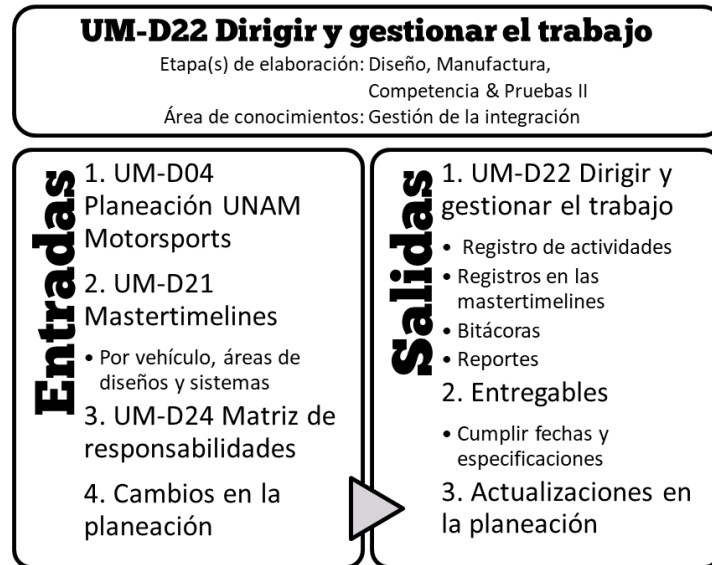 UM-D22 Dirigir y gestionar el trabajo
Etapa(s) de elaboración: Diseño, Manufactura,
Competencia & Pruebas II
Área de conocimientos: Gestión de la integración
Entradas
1. UM-D04
Planeación UNAM
Motorsports
2. UM-D21
Mastertimelines
• Por vehículo, áreas de
diseños y sistemas
3. UM-D24 Matriz de
responsabilidades
4. Cambios en la
planeación
Salidas
1. UM-D22 Dirigir y
gestionar el trabajo
• Registro de actividades
• Registros en las
mastertimelines
• Bitácoras
• Reportes
2. Entregables
• Cumplir fechas y
especificaciones
3. Actualizaciones en
la planeación